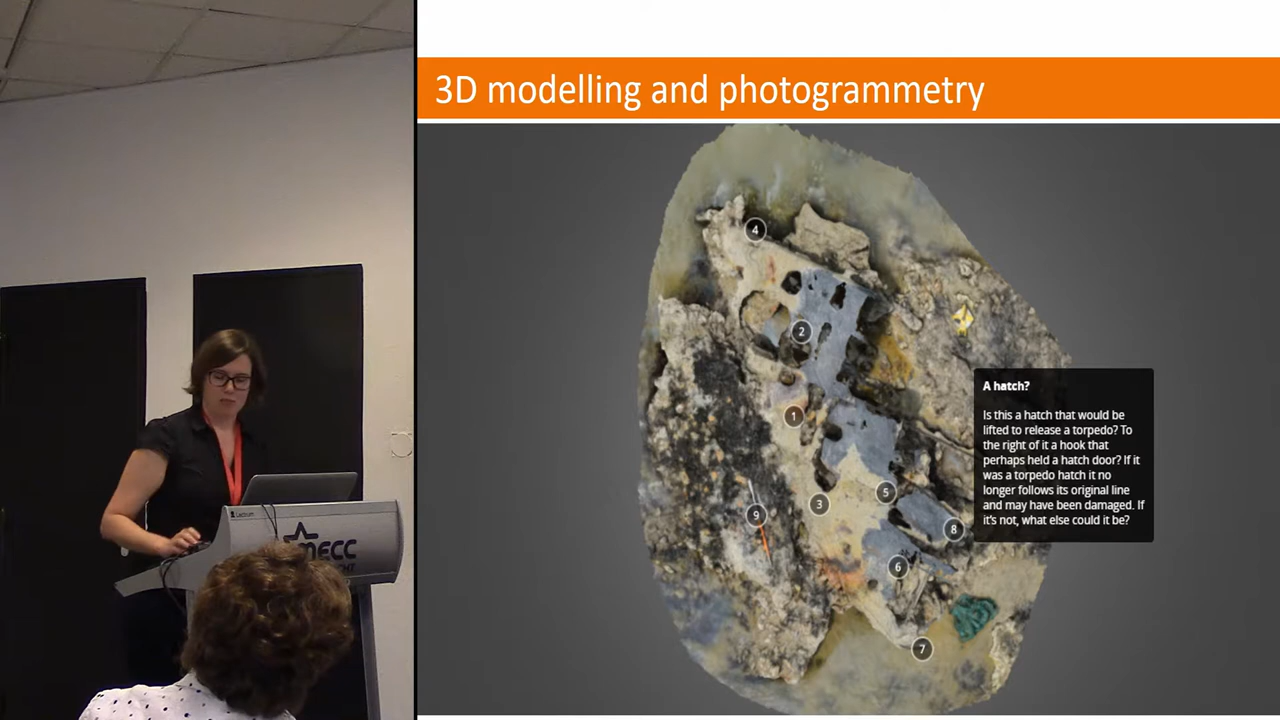 3D modelling and photogrammetry
4
2
1
3
5
9
8
6
7
A hatch?
Is this a hatch that would be
lifted to release a torpedo? To
the right of it a hook that
perhaps held a hatch door? If it
was a torpedo hatch it no
longer follows its original line
and may have been damaged. If
it's not, what else could it be?
MECC